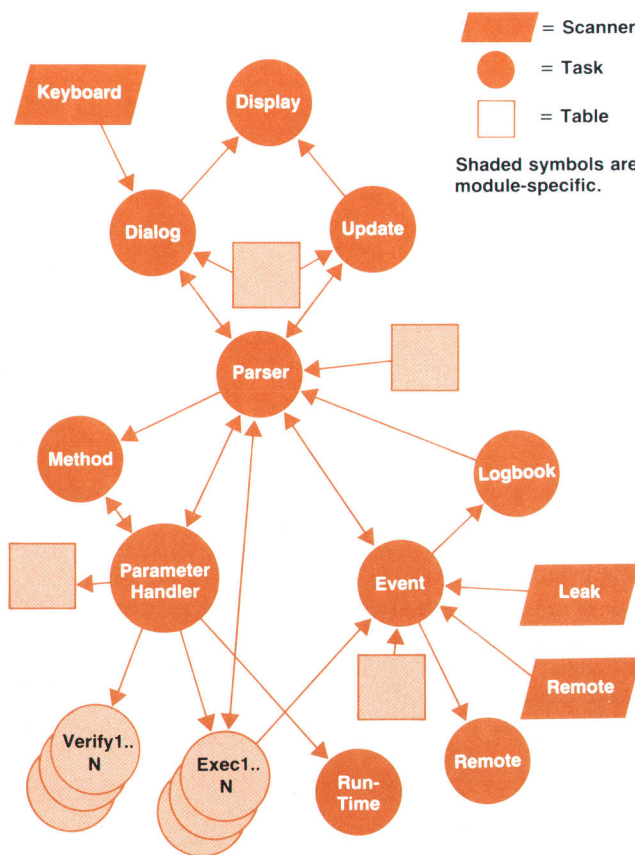 = Scanner
= Task
= Table
Shaded symbols are
module-specific.
Keyboard
Display
Dialog
Update
Parser
Method
Logbook
Parameter
Handler
Event
Leak
Remote
Verify1..
N
Exec1..
N
Run-
Time
Remote